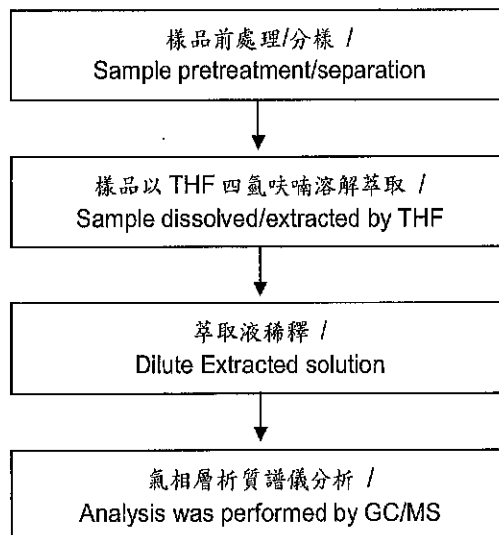 樣品前處理/分樣 /
Sample pretreatment/separation
樣品以 THF 四氫呋喃溶解萃取 /
Sample dissolved/extracted by THF
萃取液稀釋 /
Dilute Extracted solution
氣相層析質譜儀分析 /
Analysis was performed by GC/MS